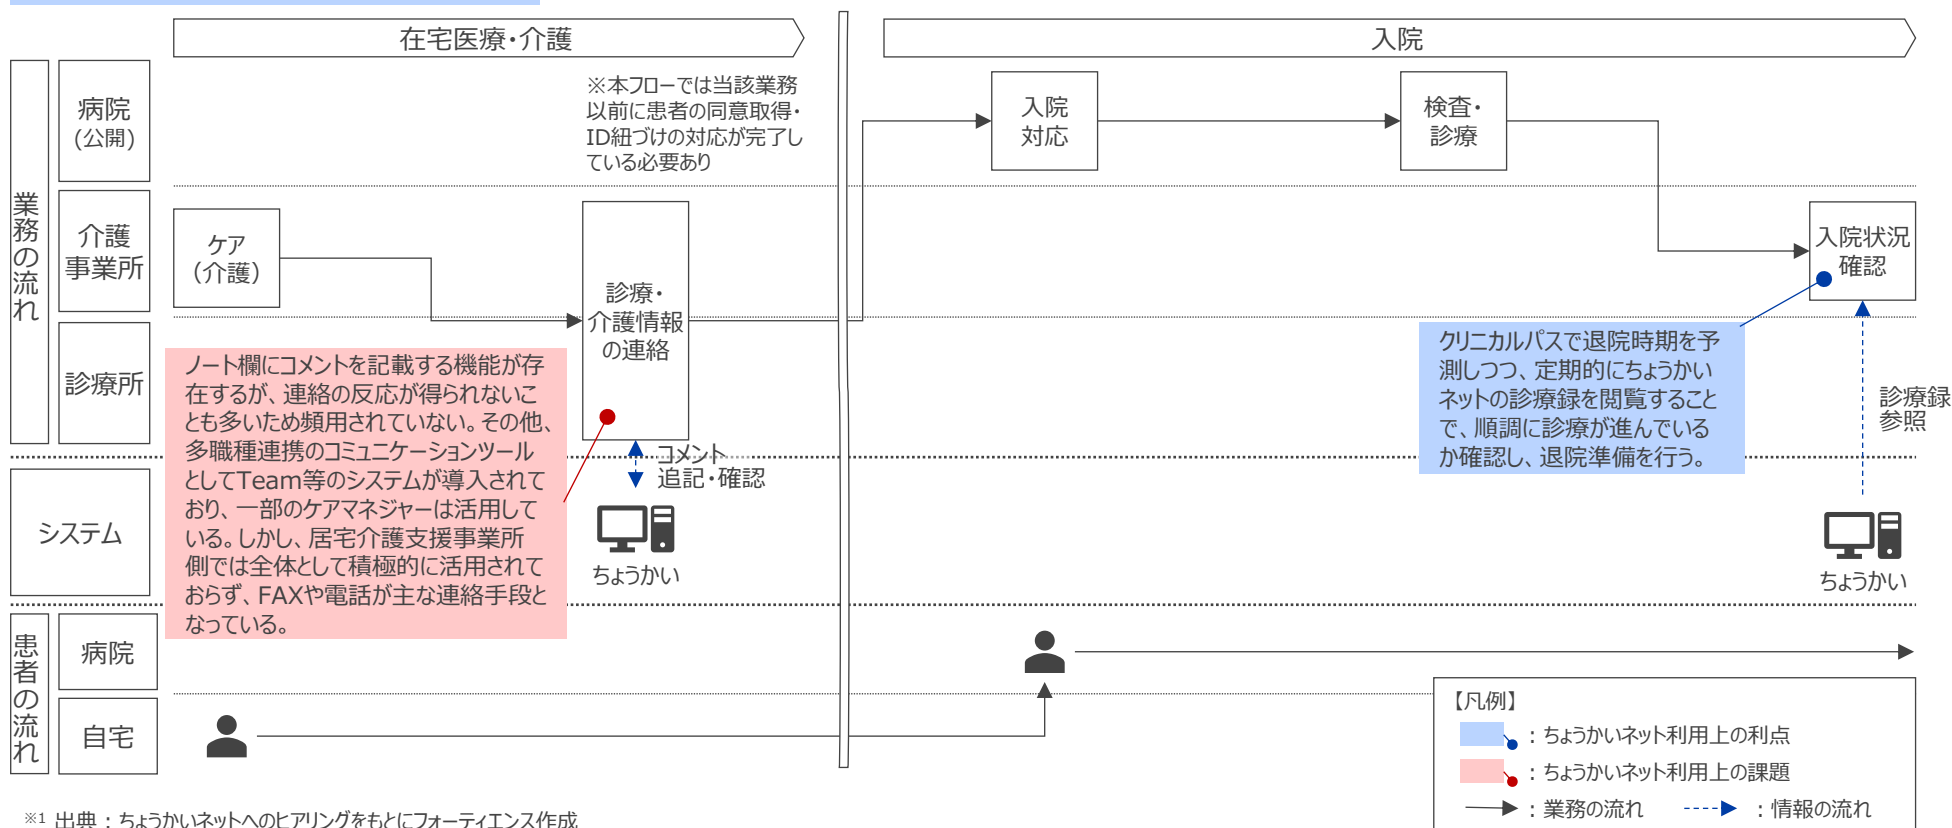 在宅医療・介護
入院
業務の流れ
病院
(公開)
※本フローでは当該業務
以前に患者の同意取得・
ID紐づけの対応が完了し
ている必要あり
入院
対応
検査・
診療
介護
事業所
ケア
（介護）
診療・
介護情報
の連絡
入院状況
確認
診療所
ノート欄にコメントを記載する機能が存
在するが、連絡の反応が得られないこ
とも多いため頻用されていない。その他、
多職種連携のコミュニケーションツール
としてTeam等のシステムが導入されて
おり、一部のケアマネジャーは活用して
いる。しかし、居宅介護支援事業所
側では全体として積極的に活用されて
おらず、FAXや電話が主な連絡手段と
なっている。
クリニカルパスで退院時期を予
測しつつ、定期的にちょうかい
ネットの診療録を閲覧すること
で、順調に診療が進んでいる
か確認し、退院準備を行う。
診療録
参照
コメント
追記・確認
システム
ちょうかい
ちょうかい
患者の流れ
病院
自宅
【凡例】
：ちょうかいネット利用上の利点
：ちょうかいネット利用上の課題
：業務の流れ
：情報の流れ
※1 出典：ちょうかいネットへのヒアリングをもとにフォーティエンス作成